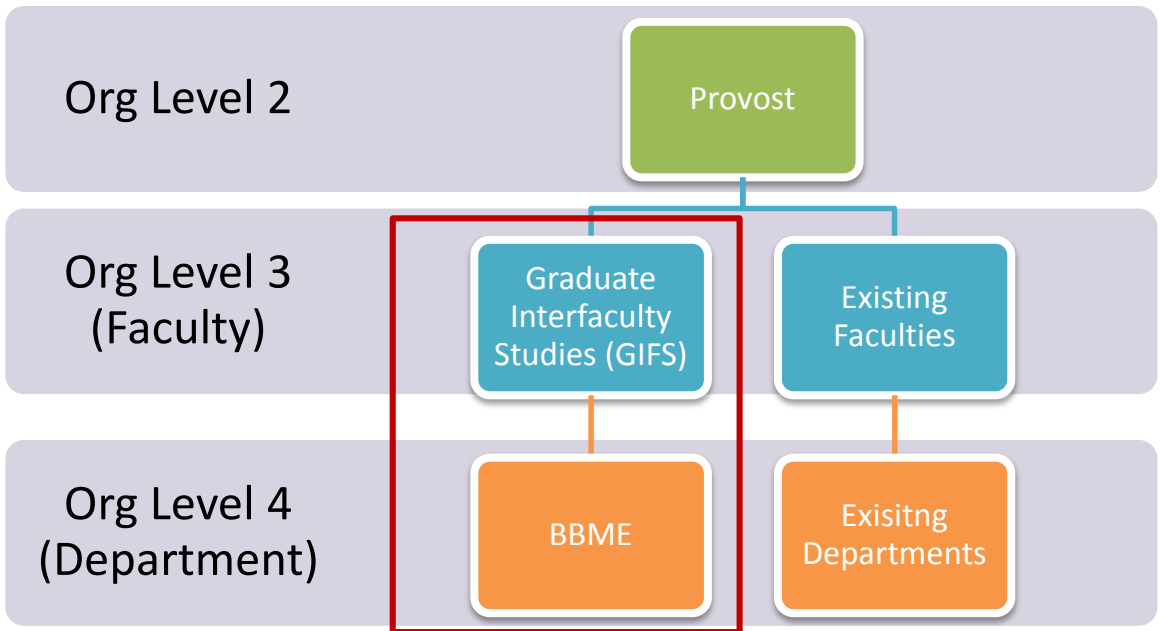 Org Level 2
Provost
Org Level 3
(Faculty)
Graduate
Interfaculty
Studies (GIFS)
Existing
Faculties
Org Level 4
(Department)
BBME
Exisitng
Departments